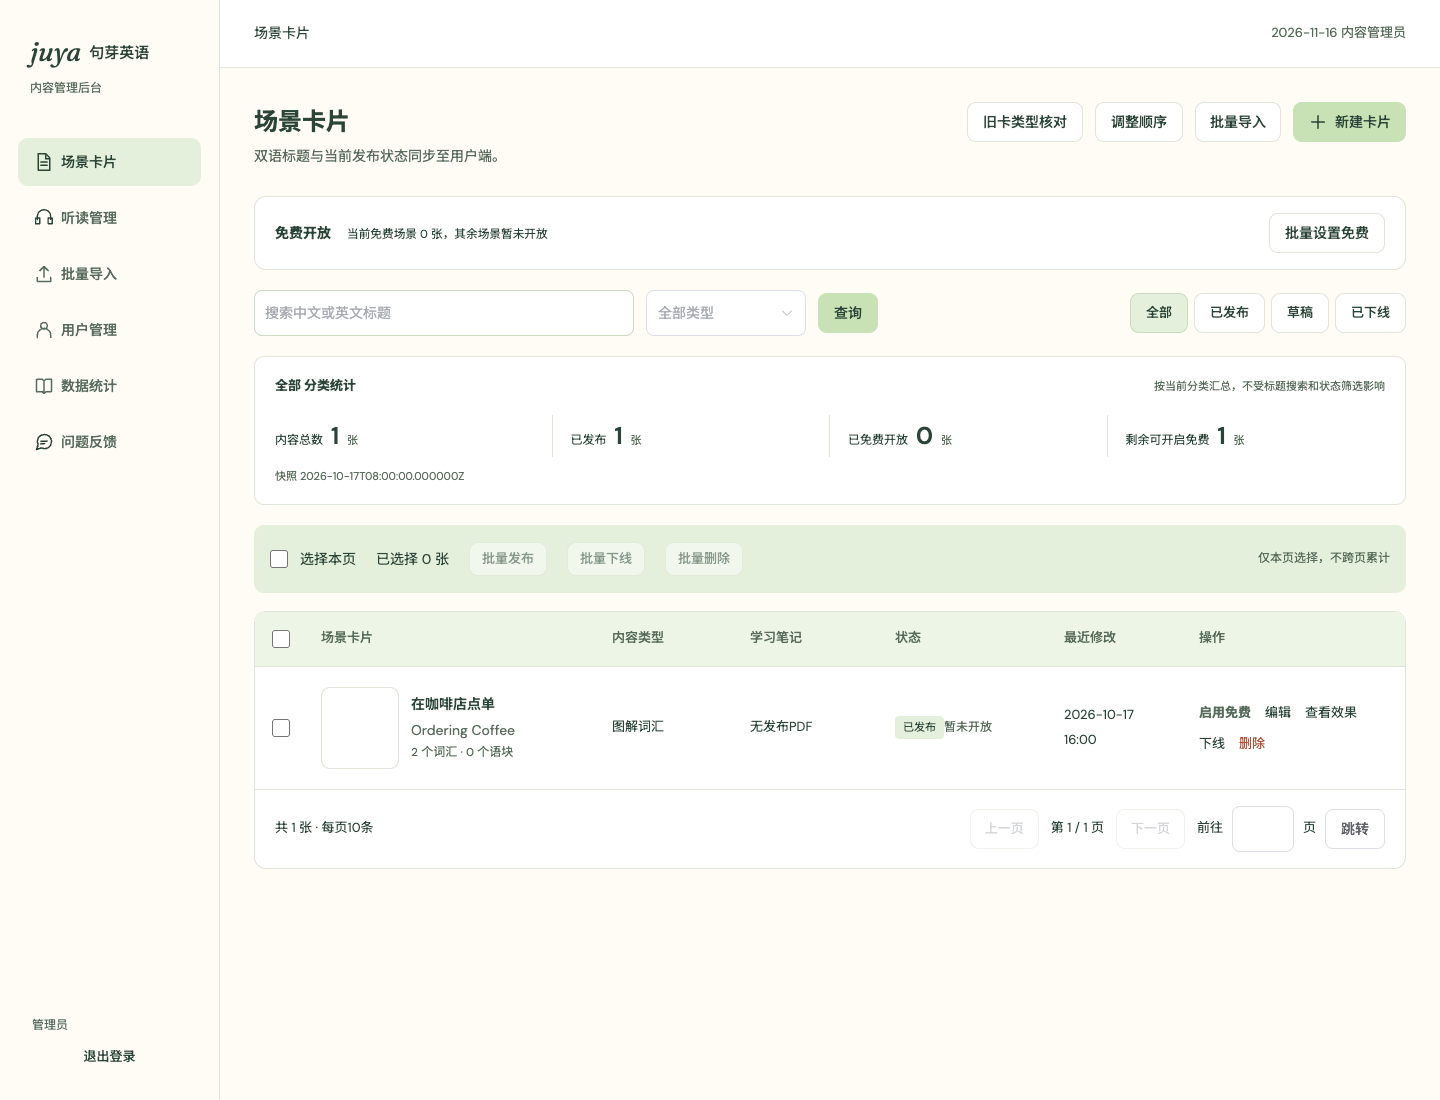 juya 句芽英语
内容管理后台
场景卡片
听读管理
批量导入
用户管理
数据统计
问题反馈
管理员
退出登录
场景卡片
2026-11-16 内容管理员
场景卡片
双语标题与当前发布状态同步至用户端。
旧卡类型核对
调整顺序
批量导入
新建卡片
免费开放 当前免费场景 0 张，其余场景暂未开放
批量设置免费
搜索中文或英文标题
全部类型
查询
全部
已发布
草稿
已下线
全部 分类统计
按当前分类汇总，不受标题搜索和状态筛选影响
内容总数 1 张
已发布 1 张
已免费开放 0 张
剩余可开启免费 1 张
快照 2026-10-17T08:00:00.000000Z
选择本页 已选择 0 张 批量发布 批量下线 批量删除
仅本页选择，不跨页累计
场景卡片 内容类型 学习笔记 状态 最近修改 操作
在咖啡店点单
Ordering Coffee
2 个词汇 · 0 个语块
图解词汇
无发布PDF
已发布 暂未开放
2026-10-17
16:00
启用免费 编辑 查看效果
下线 删除
共 1 张 · 每页10条
上一页 第 1 / 1 页 下一页 前往 页 跳转